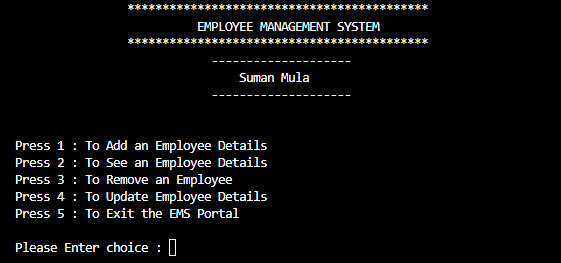 *******************************************
EMPLOYEE MANAGEMENT SYSTEM
*******************************************
--------------------
Suman Mula
--------------------
Press 1 : To Add an Employee Details
Press 2 : To See an Employee Details
Press 3 : To Remove an Employee
Press 4 : To Update Employee Details
Press 5 : To Exit the EMS Portal
Please Enter choice :